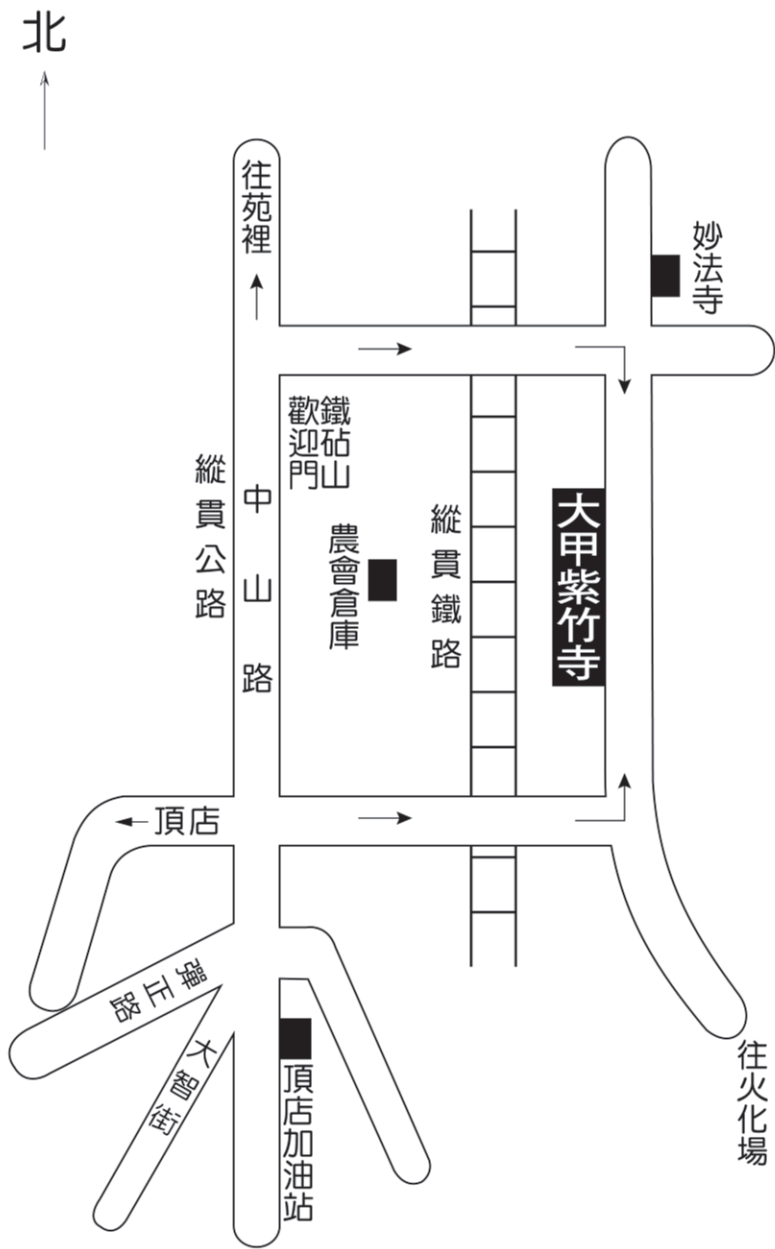 北
往苑裡
妙法寺
鐵砧山
歡迎門
縱貫公路
中山路
農會倉庫
縱貫鐵路
大甲紫竹寺
頂店
彈正路
大智街
頂店加油站
往火化場